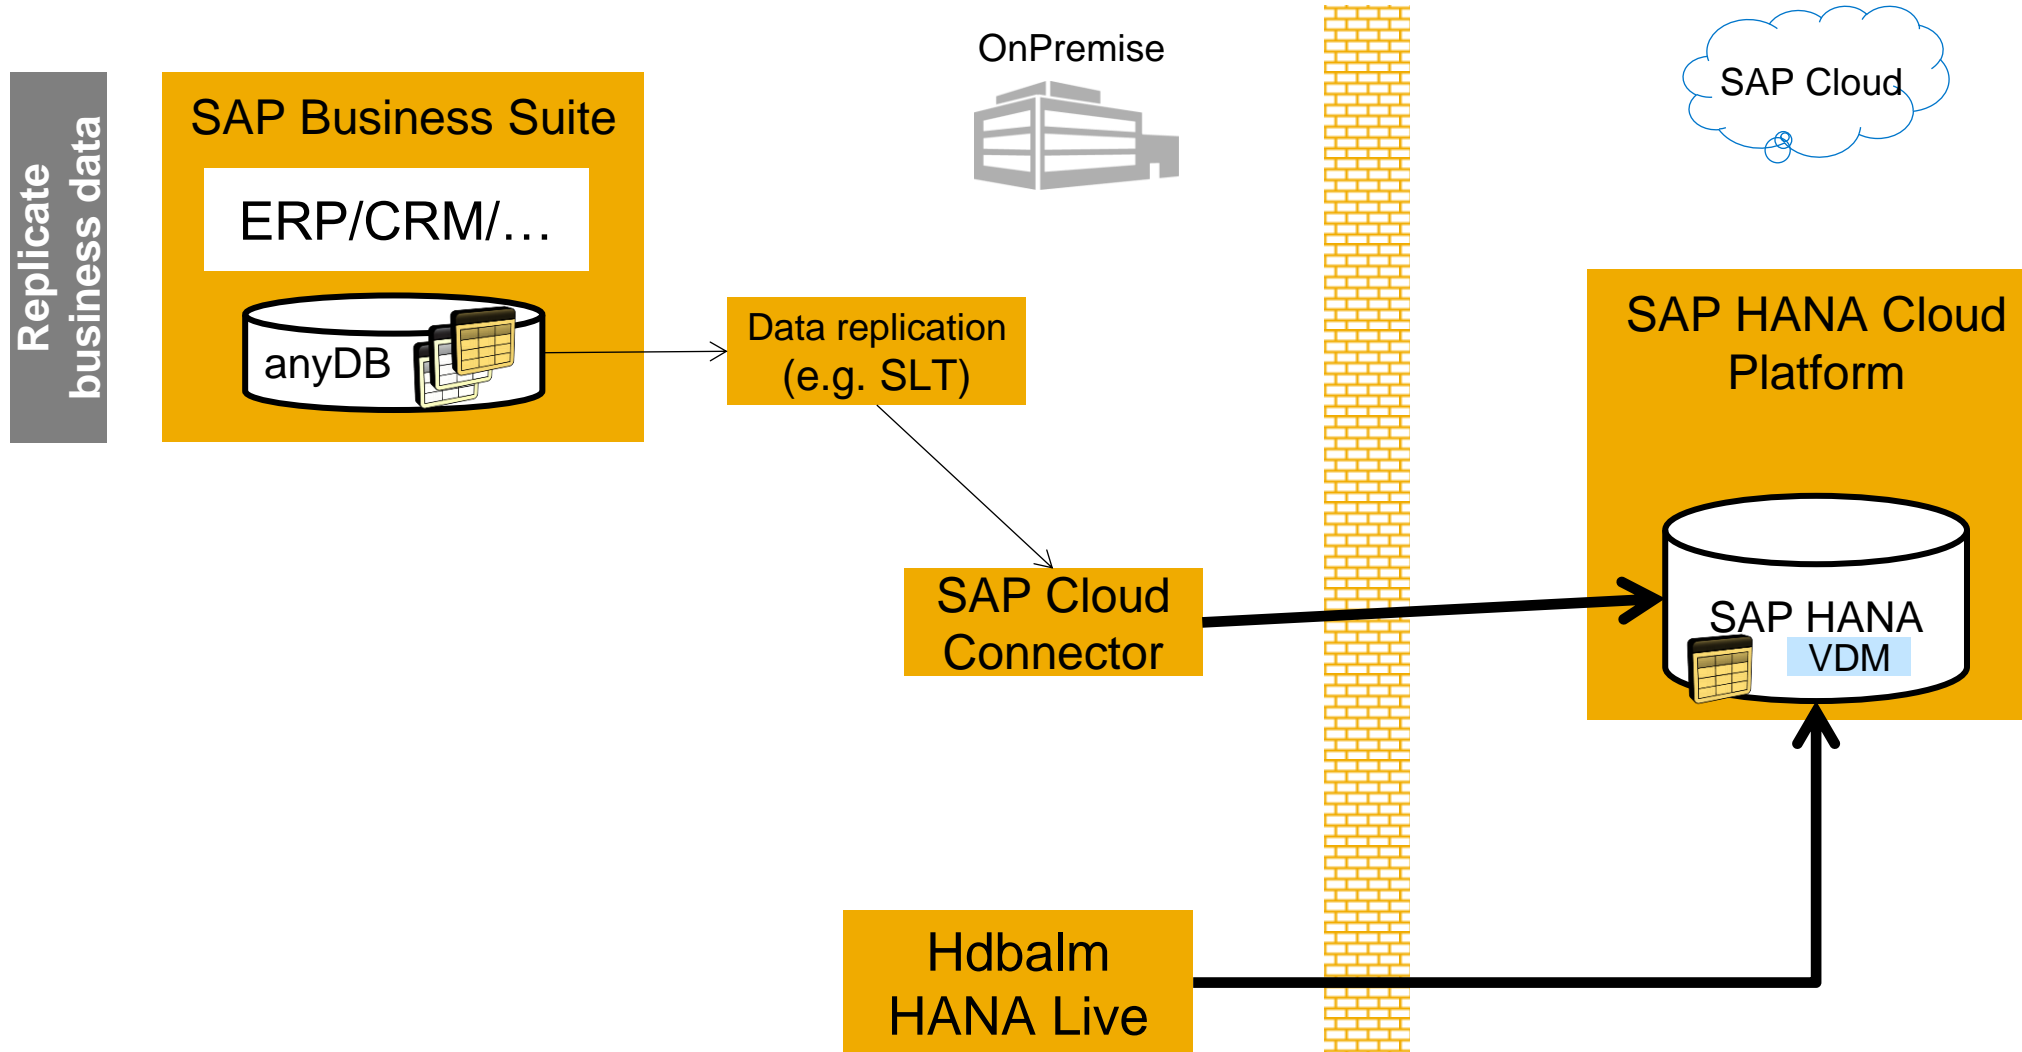 Replicate
business data
SAP Business Suite
ERP/CRM/…
anyDB
OnPremise
SAP Cloud
Data replication
(e.g. SLT)
SAP Cloud
Connector
SAP HANA Cloud
Platform
SAP HANA
VDM
Hdbalm
HANA Live